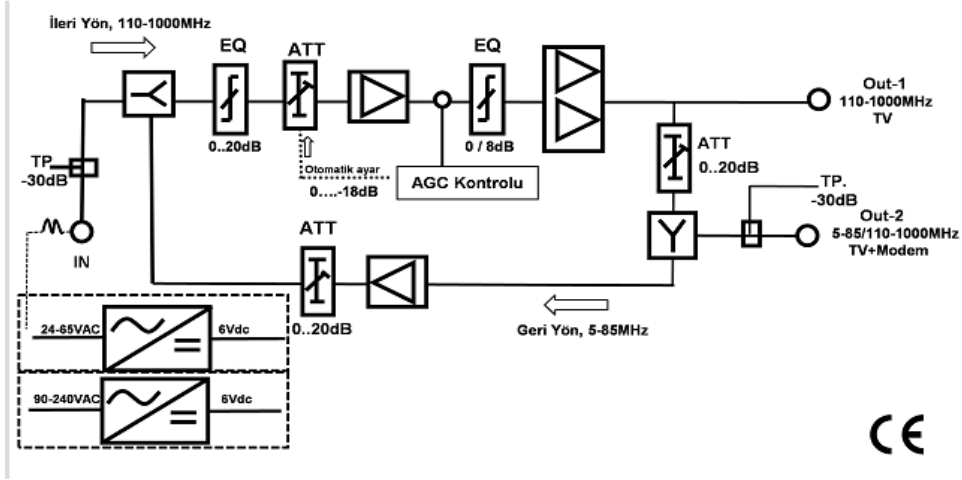 İleri Yön, 110-1000MHz
EQ
ATT
EQ
0..20dB
Otomatik ayar
0....-18dB
0 / 8dB
AGC Kontrolu
Out-1
110-1000MHz
TV
ATT
0..20dB
TP
-30dB
TP.
-30dB
Out-2
5-85/110-1000MHz
TV+Modem
IN
ATT
0..20dB
Geri Yön, 5-85MHz
24-65VAC
6Vdc
90-240VAC
6Vdc
CE